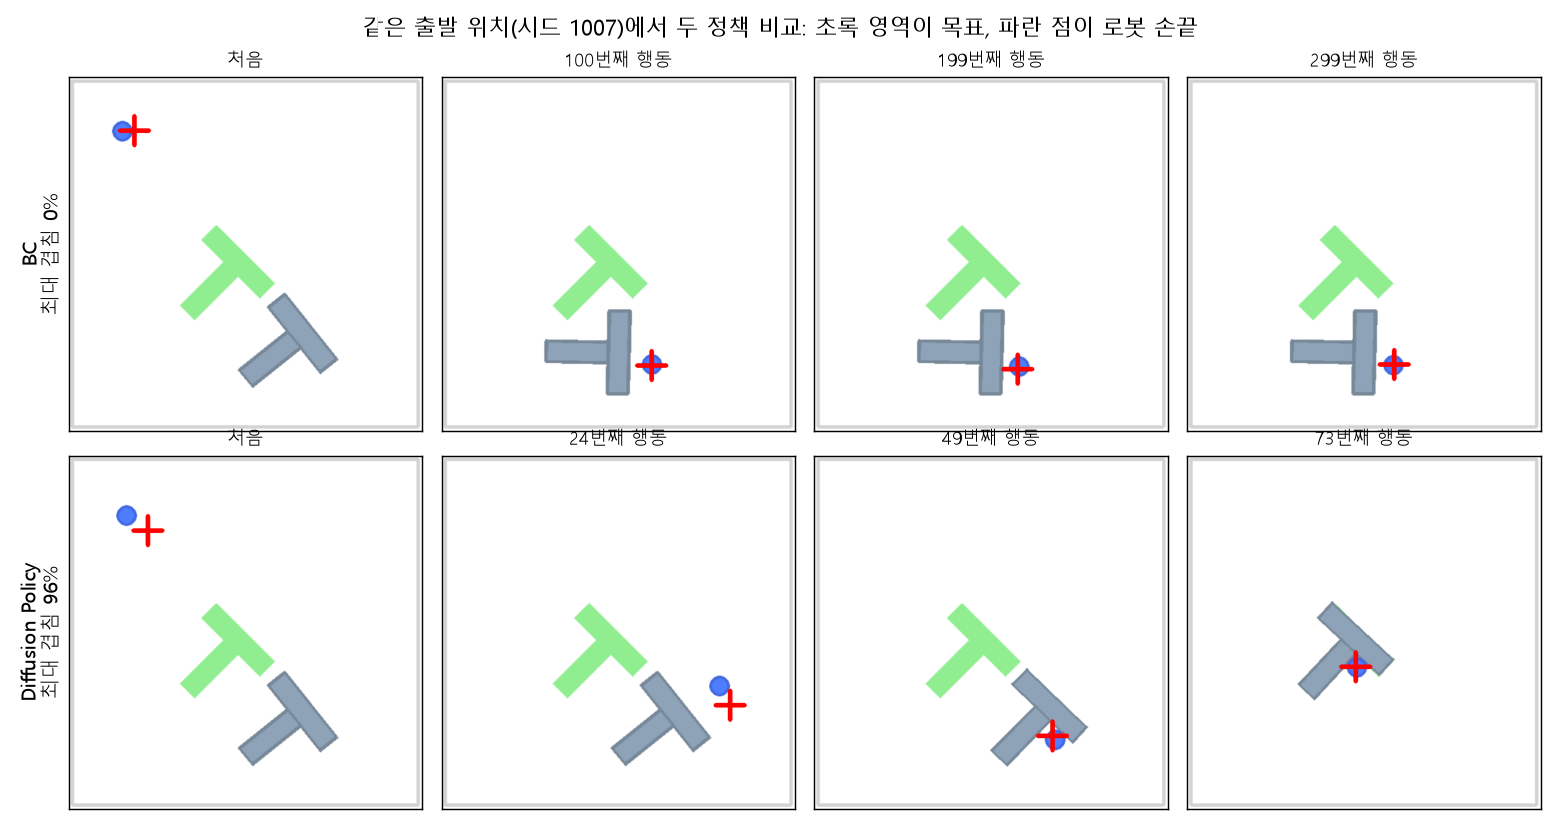 같은 출발 위치(시드 1007)에서 두 정책 비교: 초록 영역이 목표, 파란 점이 로봇 손끝
처음
100번째 행동
199번째 행동
299번째 행동
BC
최대 겹침 0%
처음
24번째 행동
49번째 행동
73번째 행동
Diffusion Policy
최대 겹침 96%